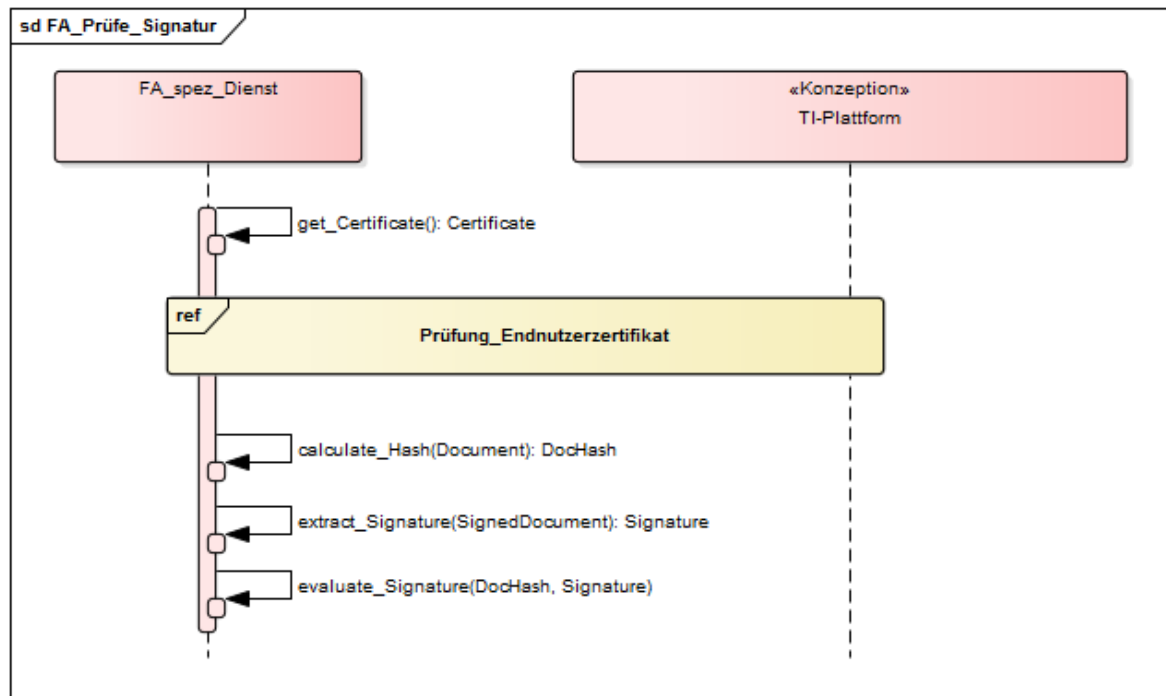 sd FA_Prüfe_Signatur
FA_spez_Dienst
«Konzeption»
TI-Plattform
get_Certificate(): Certificate
ref
Prüfung_Endnutzerzertifikat
calculate_Hash(Document): DocHash
extract_Signature(SignedDocument): Signature
evaluate_Signature(DocHash, Signature)